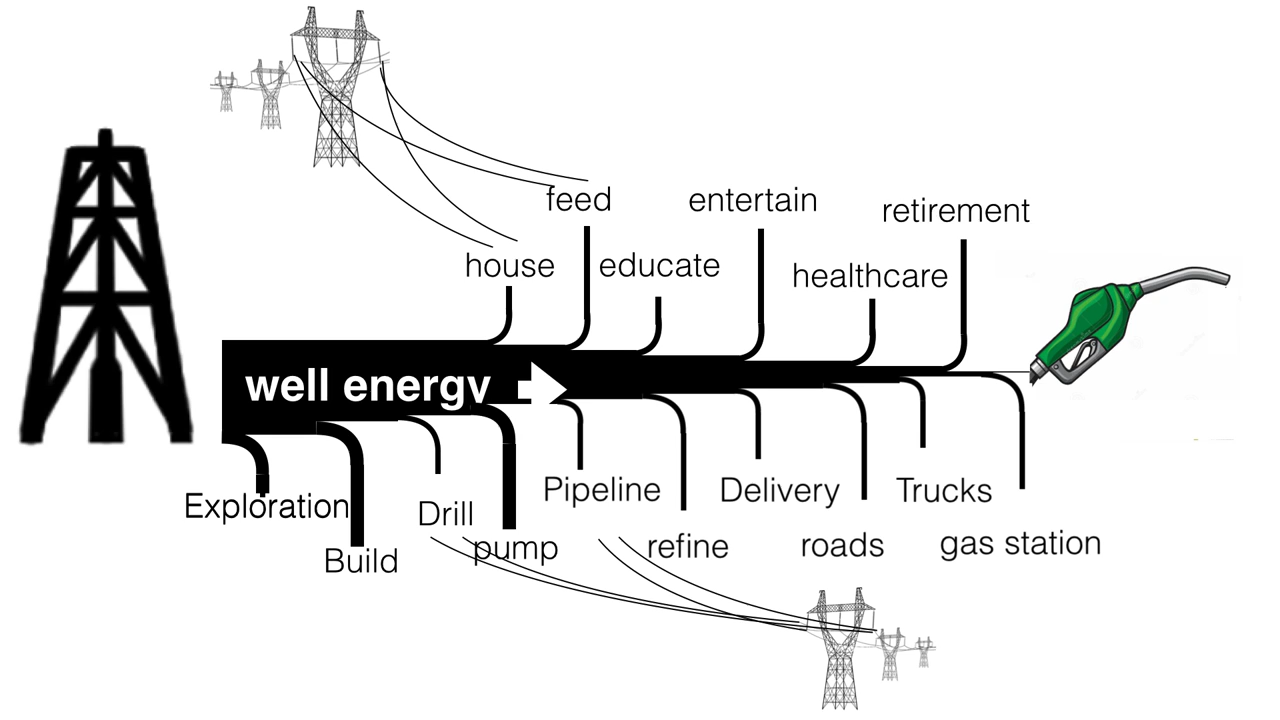 feed
entertain
retirement
house
educate
healthcare
well energy
Exploration
Build
Drill
pump
Pipeline
refine
Delivery
roads
Trucks
gas station